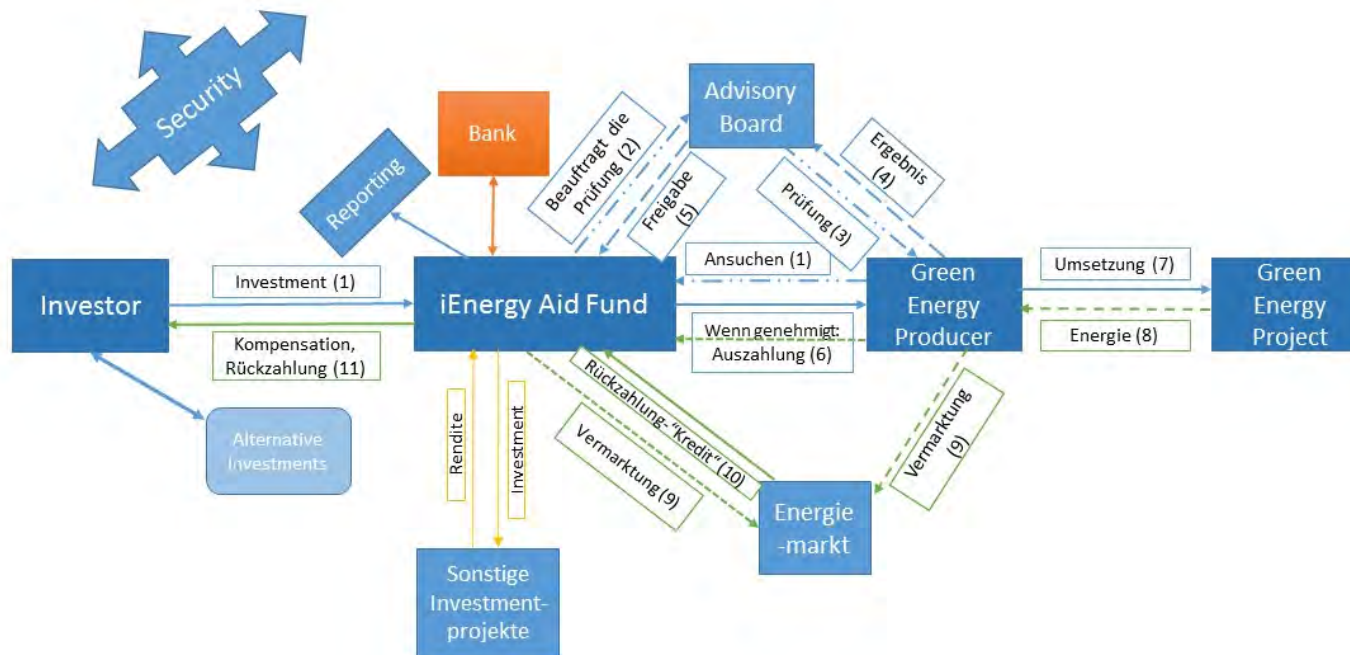 Security
Bank
Reporting
Advisory
Board
Beauftragt die
Prüfung (2)
Freigabe
(5)
Prüfung (3)
Ergebnis
(4)
Investor
Investment (1)
Kompensation,
Rückzahlung (11)
iEnergy Aid Fund
Ansuchen (1)
Wenn genehmigt:
Auszahlung (6)
Green
Energy
Producer
Umsetzung (7)
Energie (8)
Green
Energy
Project
Alternative
Investments
Rendite
Investment
Rückzahlung- "Kredit“ (10)
Vermarktung (9)
Vermarktung
(9)
Energie
-markt
Sonstige
Investment-
projekte